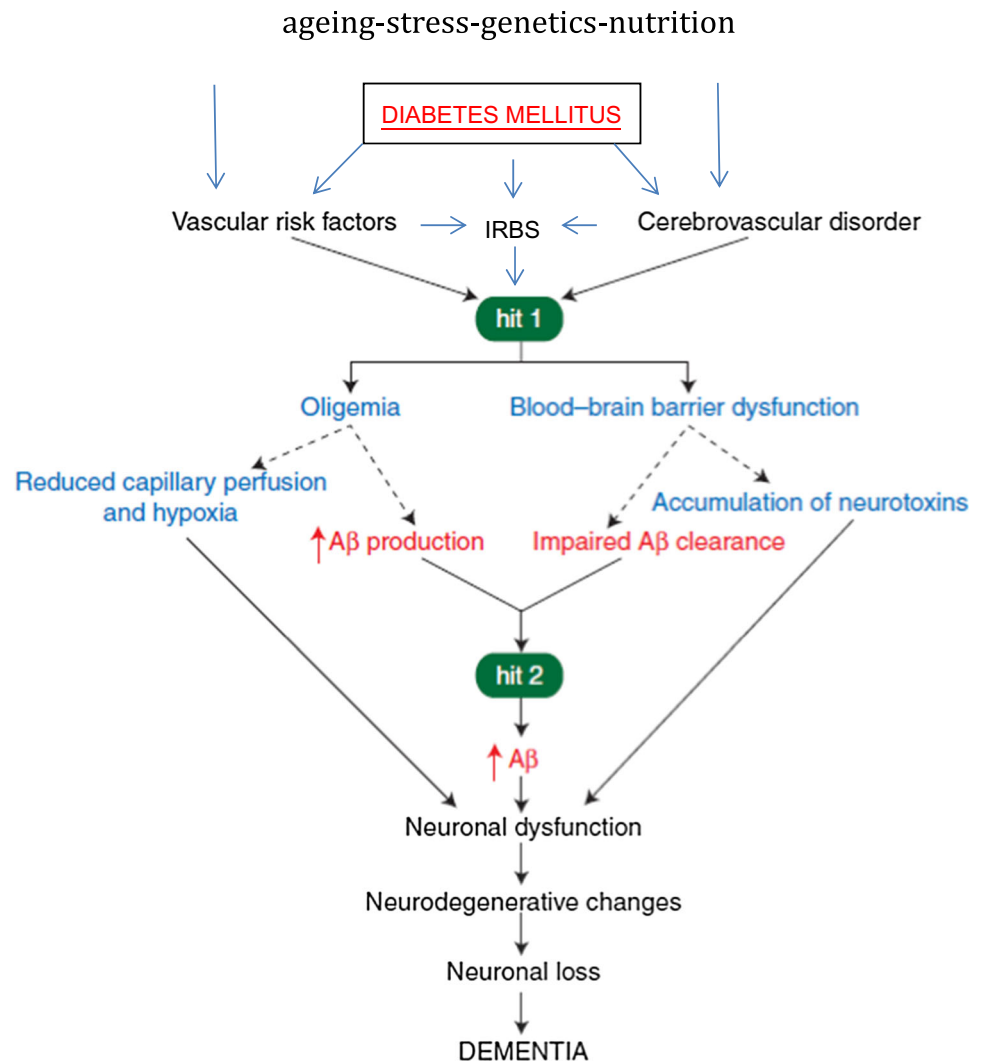 ageing-stress-genetics-nutrition
DIABETES MELLITUS
Vascular risk factors
IRBS
Cerebrovascular disorder
hit 1
Oligemia
Blood–brain barrier dysfunction
Reduced capillary perfusion
and hypoxia
Accumulation of neurotoxins
↑Aβ production
Impaired Aβ clearance
hit 2
↑ Aβ
Neuronal dysfunction
Neurodegenerative changes
Neuronal loss
DEMENTIA